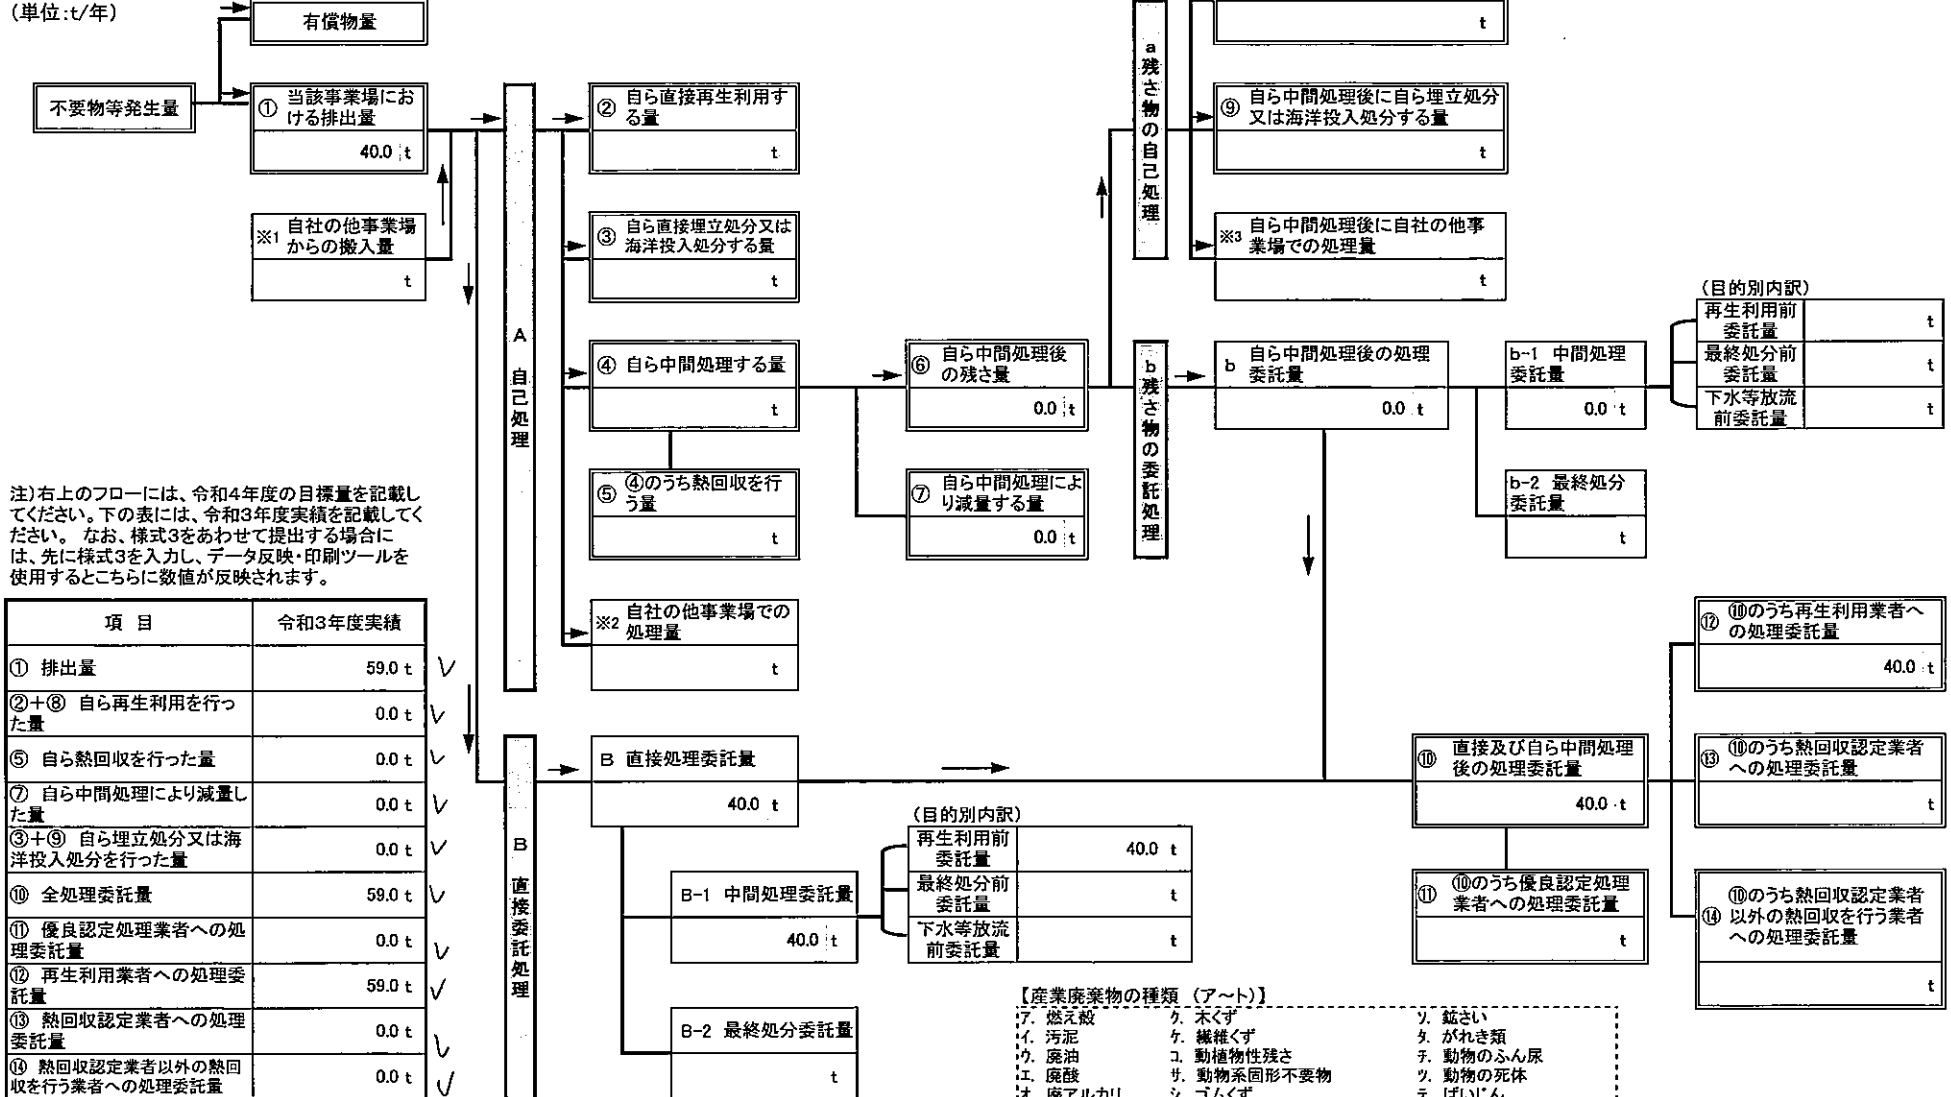 (単位:t/年)
有償物量
不要物等発生量
① 当該事業場にお
ける排出量
40.0 t
※1 自社の他事業場
からの搬入量
t
A 自己処理
② 自ら直接再生利用す
る量
t
③ 自ら直接埋立処分又は
海洋投入処分する量
t
④ 自ら中間処理する量
t
⑤ ④のうち熱回収を行
う量
t
※2 自社の他事業場での
処理量
t
⑥ 自ら中間処理後
の残さ量
0.0 t
⑦ 自ら中間処理によ
り減量する量
0.0 t
a残さ物の自己処理
t
⑨ 自ら中間処理後に自ら埋立処分
又は海洋投入処分する量
t
※3 自ら中間処理後に自社の他事
業場での処理量
t
b残さ物の委託処理
b 自ら中間処理後の処理
委託量
0.0 t
b-1 中間処理
委託量
0.0 t
(目的別内訳)
再生利用前
委託量
t
最終処分前
委託量
t
下水等放流
前委託量
t
b-2 最終処分
委託量
t
注)右上のフローには、令和4年度の目標量を記載し
てください。下の表には、令和3年度実績を記載してく
ださい。 なお、様式3をあわせて提出する場合に
は、先に様式3を入力し、データ反映・印刷ツールを
使用するとこちらに数値が反映されます。
項 目 令和3年度実績
① 排出量 59.0 t
②+⑧ 自ら再生利用を行っ
た量 0.0 t
⑤ 自ら熱回収を行った量 0.0 t
⑦ 自ら中間処理により減量し
た量 0.0 t
③+⑨ 自ら埋立処分又は海
洋投入処分を行った量 0.0 t
⑩ 全処理委託量 59.0 t
⑪ 優良認定処理業者への処
理委託量 0.0 t
⑫ 再生利用業者への処理委
託量 59.0 t
⑬ 熱回収認定業者への処理
委託量 0.0 t
⑭ 熱回収認定業者以外の熱回
収を行う業者への処理委託量 0.0 t
B 直接委託処理
B 直接処理委託量
40.0 t
B-1 中間処理委託量
40.0 t
(目的別内訳)
再生利用前
委託量
40.0 t
最終処分前
委託量
t
下水等放流
前委託量
t
B-2 最終処分委託量
t
⑩ 直接及び自ら中間処理
後の処理委託量
40.0 t
⑪ ⑩のうち優良認定処理
業者への処理委託量
t
⑫ ⑩のうち再生利用業者へ
の処理委託量
40.0 t
⑬ ⑩のうち熱回収認定業者
への処理委託量
t
⑭ ⑩のうち熱回収認定業者
以外の熱回収を行う業者
への処理委託量
t
【産業廃棄物の種類 (ア~ト)】
ア. 燃え殻 ク. 木くず ソ. 鉱さい
イ. 汚泥 ケ. 繊維くず タ. がれき類
ウ. 廃油 コ. 動植物性残さ チ. 動物のふん尿
エ. 廃酸 サ. 動物系固形不要物 ツ. 動物の死体
オ. 廃アルカリ シ. ゴムくず テ. ばいじん